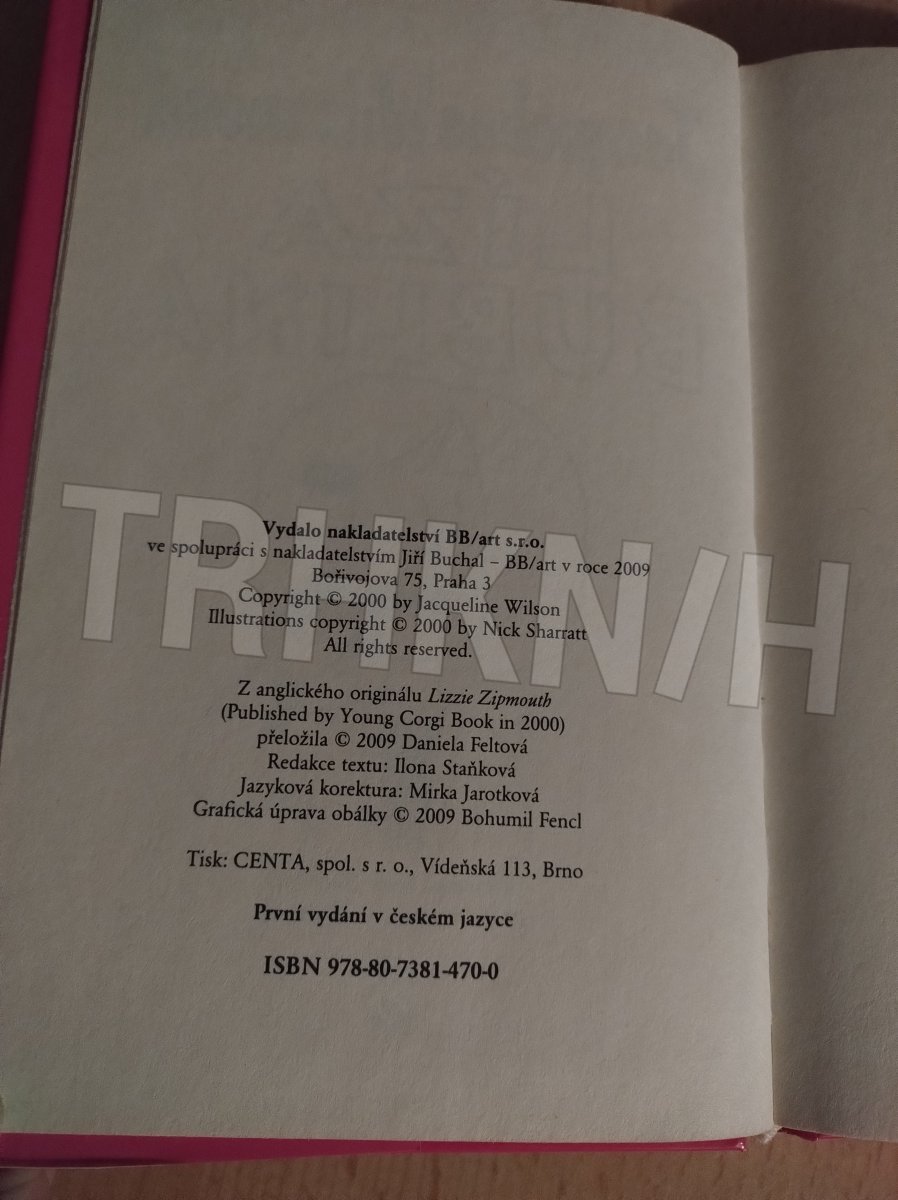 Vydalo nakladatelství BB/art s.r.o.
ve spolupráci s nakladatelstvím Jiří Buchal – BB/art v roce 2009
Bořivojova 75, Praha 3
Copyright © 2000 by Jacqueline Wilson
Illustrations copyright © 2000 by Nick Sharratt
All rights reserved.
Z anglického originálu Lizzie Zipmouth
(Published by Young Corgi Book in 2000)
přeložila © 2009 Daniela Feltová
Redakce textu: Ilona Staňková
Jazyková korektura: Mirka Jarotková
Grafická úprava obálky © 2009 Bohumil Fencl
Tisk: CENTA, spol. s r. o., Vídeňská 113, Brno
První vydání v českém jazyce
ISBN 978-80-7381-470-0
TRHKN/H